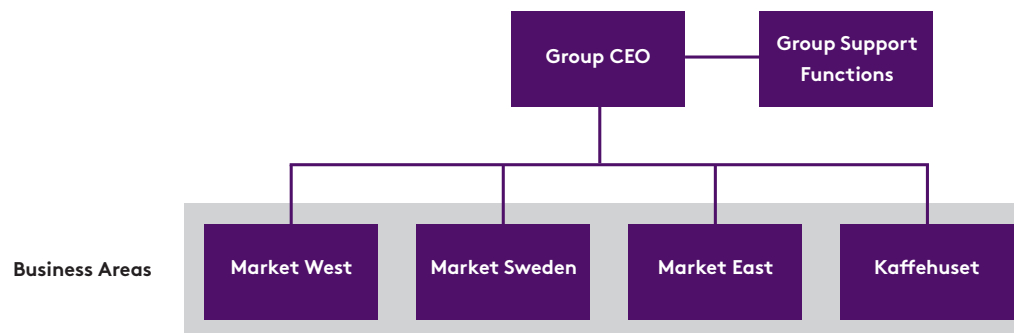 Group CEO
Group Support
Functions
Business Areas
Market West
Market Sweden
Market East
Kaffehuset